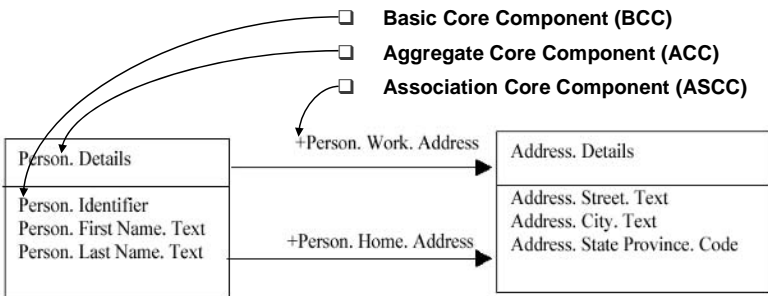 Basic Core Component (BCC)
Aggregate Core Component (ACC)
Association Core Component (ASCC)
Person. Details
Person. Identifier
Person. First Name. Text
Person. Last Name. Text
+Person. Work. Address
+Person. Home. Address
Address. Details
Address. Street. Text
Address. City. Text
Address. State Province. Code